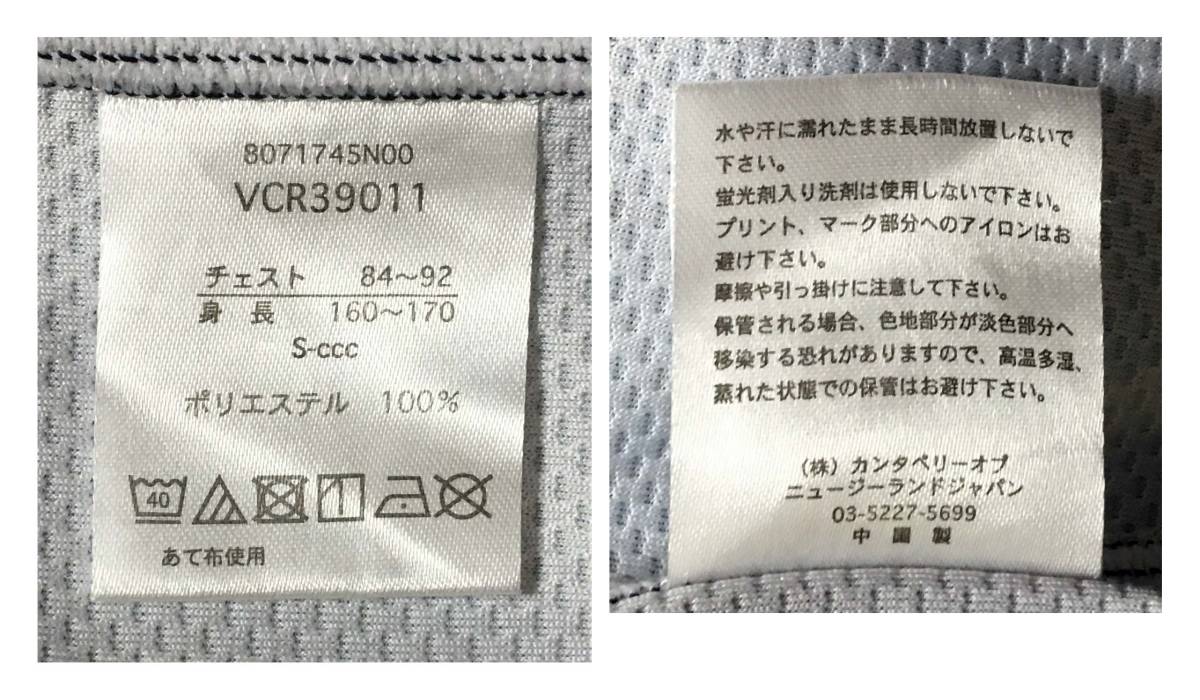 8071745N00
VCR39011
チェスト 84～92
身 長 160～170
S-ccc
ポリエステル 100%
40
あて布使用
水や汗に濡れたまま長時間放置しないで
下さい。
蛍光剤入り洗剤は使用しないで下さい。
プリント、マーク部分へのアイロンはお
避け下さい。
摩擦や引っ掛けに注意して下さい。
保管される場合、色地部分が淡色部分へ
移染する恐れがありますので、高温多湿、
蒸れた状態での保管はお避け下さい。
（株）カンタベリーオブ
ニュージーランドジャパン
03-5227-5699
中 国 製